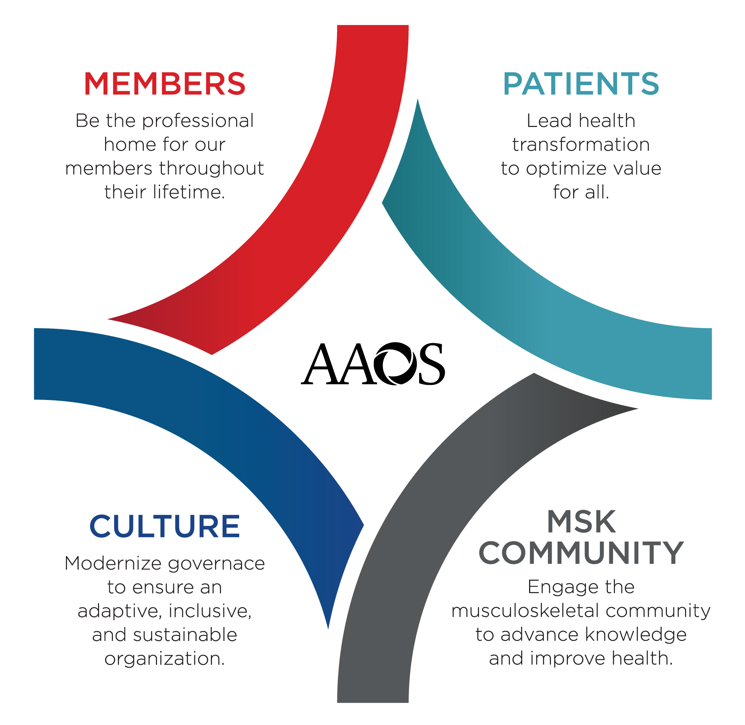 MEMBERS
Be the professional
home for our
members throughout
their lifetime.
PATIENTS
Lead health
transformation
to optimize value
for all.
AAOS
CULTURE
Modernize governace
to ensure an
adaptive, inclusive,
and sustainable
organization.
MSK
COMMUNITY
Engage the
musculoskeletal community
to advance knowledge
and improve health.